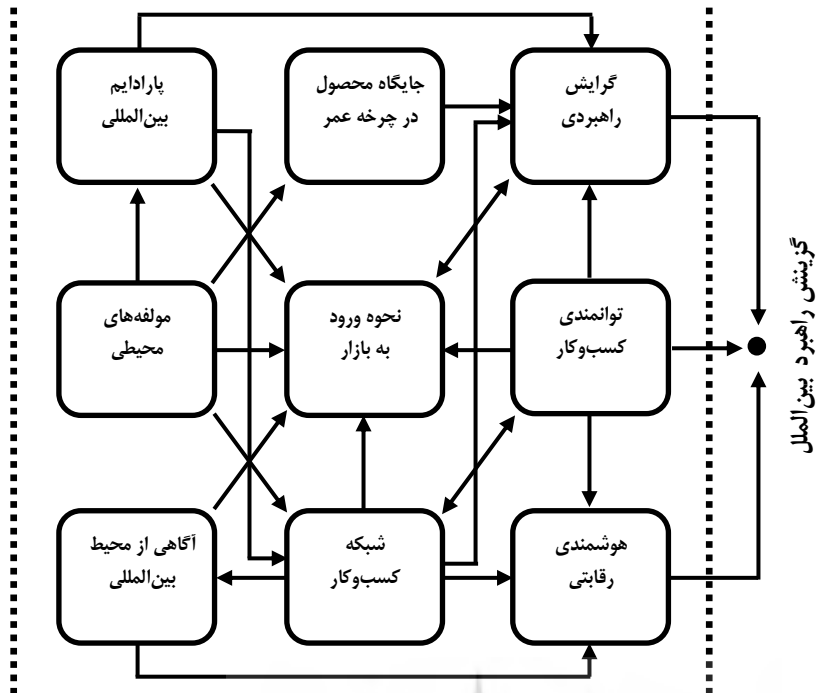 گرایش
راهبردی
جایگاه محصول
در چرخه عمر
پارادایم
بین‌المللی
توانمندی
کسب‌وکار
نحوه ورود
به بازار
مولفه‌های
محیطی
هوشمندی
رقابتی
شبکه
کسب‌وکار
آگاهی از محیط
بین‌المللی
گزینش راهبرد بین‌الملل